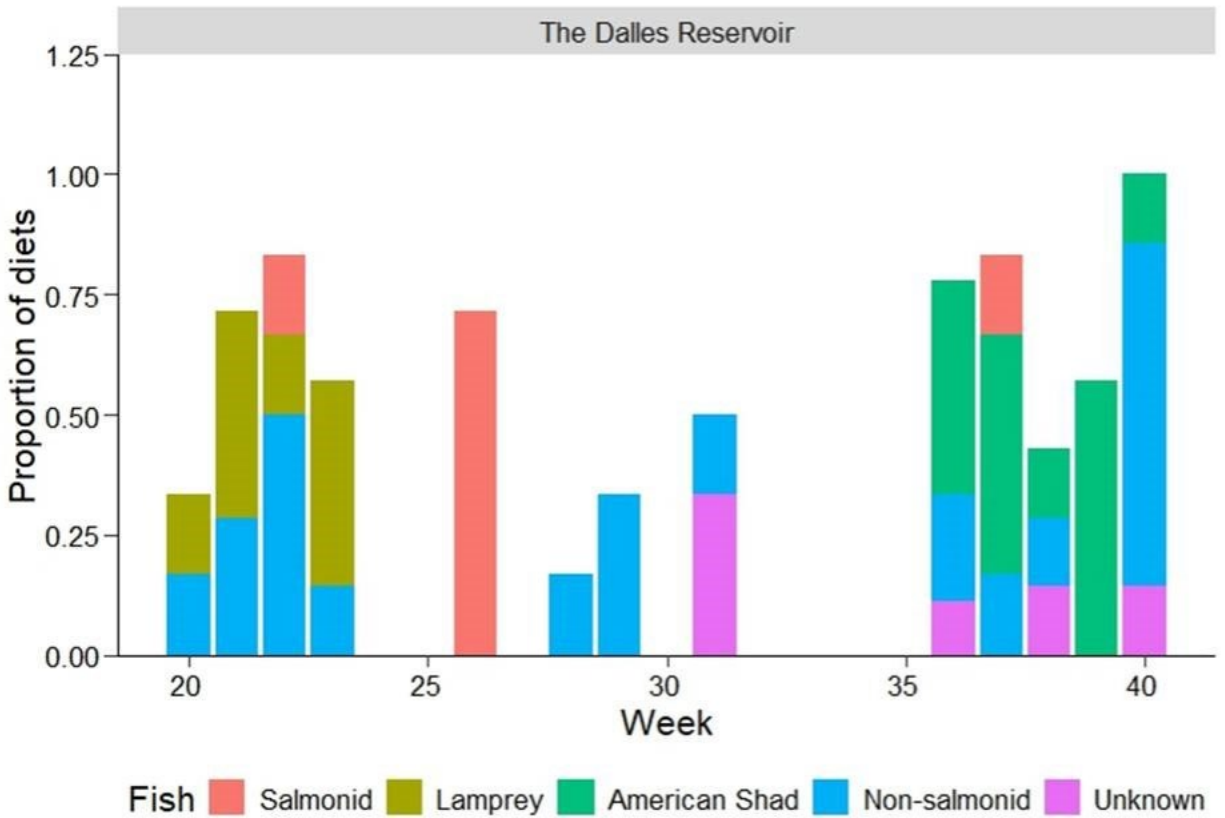 The Dalles Reservoir
1.25
1.00
0.75
0.50
0.25
0.00
Proportion of diets
20 25 30 35 40
Week
Fish Salmonid Lamprey American Shad Non-salmonid Unknown